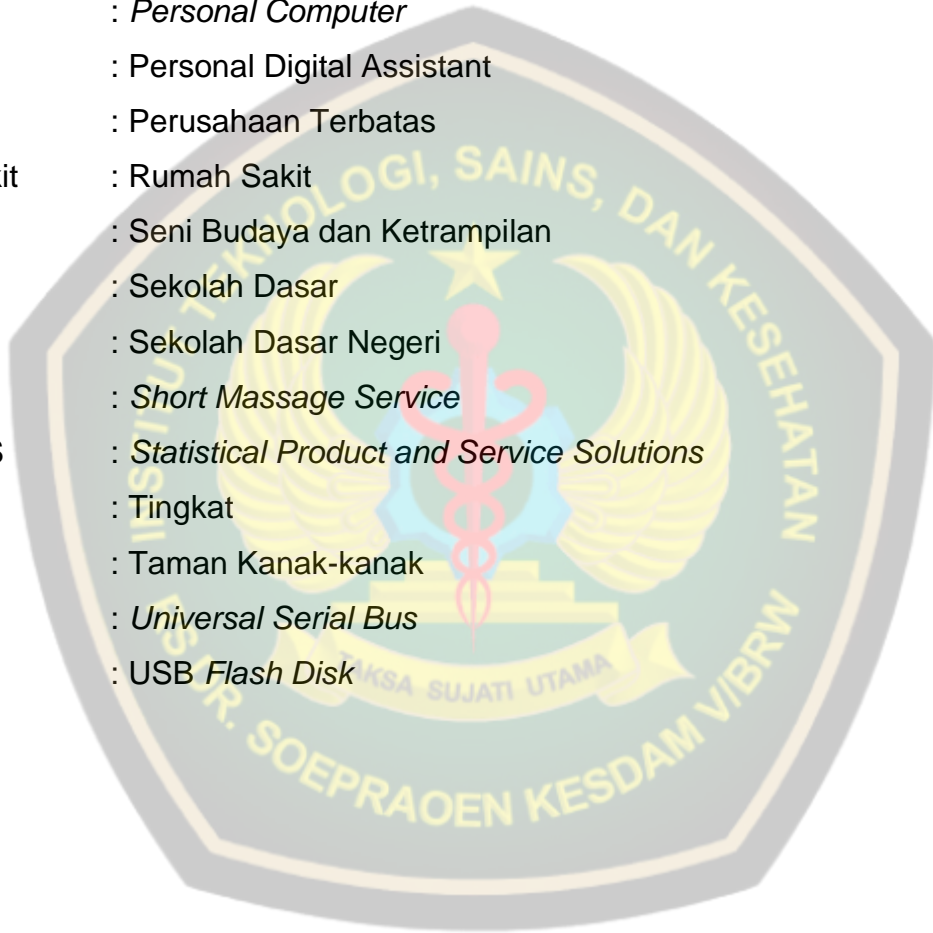 : Personal Computer
: Personal Digital Assistant
: Perusahaan Terbatas
kit : Rumah Sakit
: Seni Budaya dan Ketrampilan
: Sekolah Dasar
: Sekolah Dasar Negeri
: Short Massage Service
S : Statistical Product and Service Solutions
: Tingkat
: Taman Kanak-kanak
: Universal Serial Bus
: USB Flash Disk
INSTITUT TEKNOLOGI, SAINS, DAN KESEHATAN
TAKSA SUJATI UTAMA
RS DR. SOEPRAOEN KESDAM V/BRW